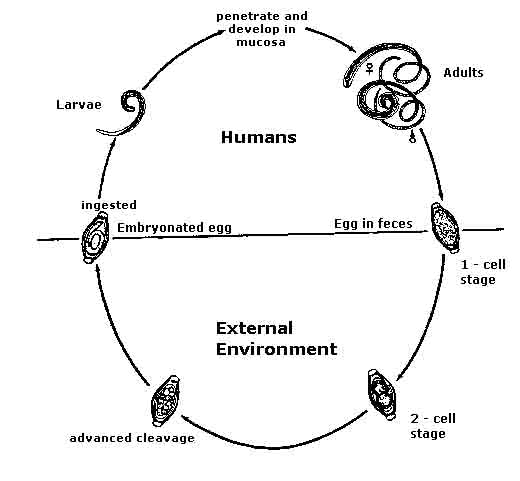 penetrate and
develop in
mucosa
Adults
♀
Larvae
♂
Humans
ingested
Embryonated egg
Egg in feces
1 - cell
stage
External
Environment
2 - cell
stage
advanced cleavage